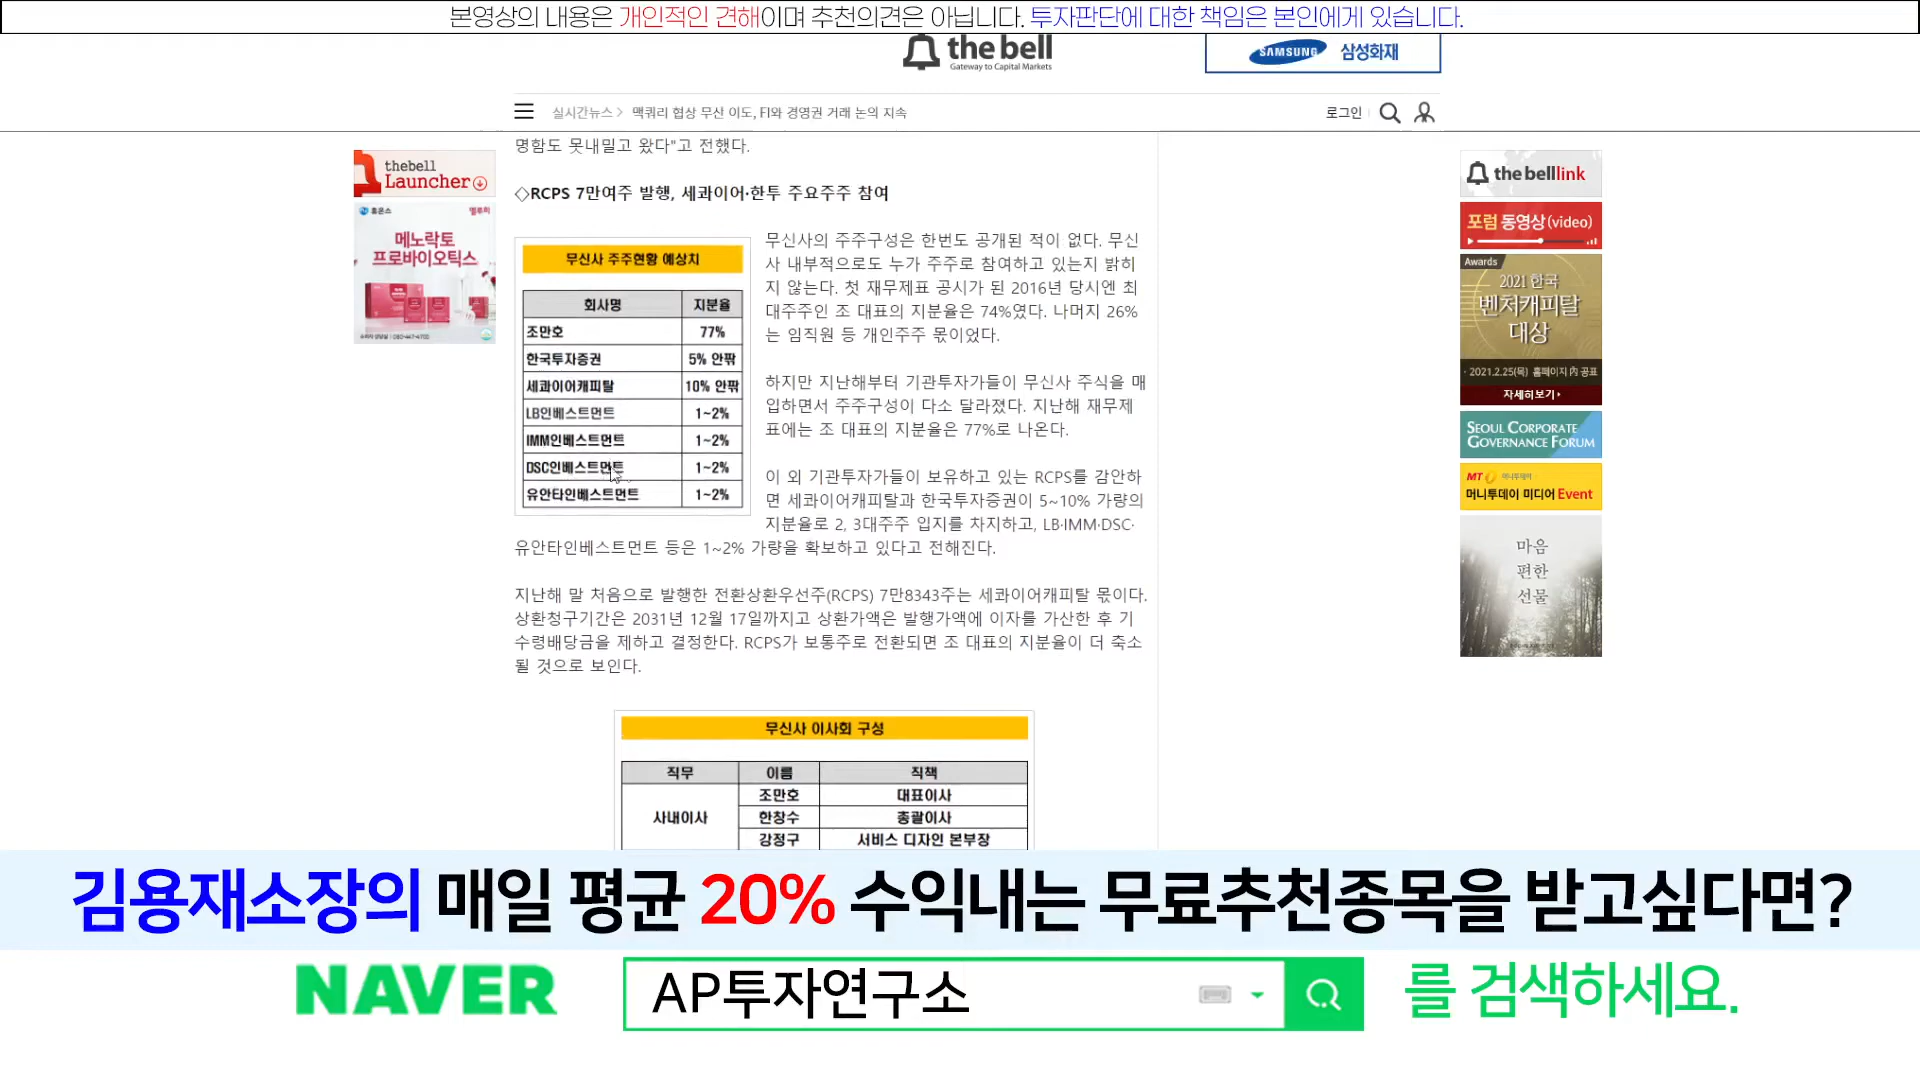 본영상의 내용은 개인적인 견해이며 추천의견은 아닙니다. 투자판단에 대한 책임은 본인에게 있습니다.
the bell
Gateway to Capital Markets
SAMSUNG 삼성화재
실시간뉴스 > 맥쿼리 협상 무산 이도, FI와 경영권 거래 논의 지속
로그인
명함도 못내밀고 왔다"고 전했다.
thebell
Launcher
홈온스
메노락토
프로바이오틱스
◇RCPS 7만여주 발행, 세콰이어·한투 주요주주 참여
무신사 주주현황 예상치
회사명 지분율
조만호 77%
한국투자증권 5% 안팎
세콰이어캐피탈 10% 안팎
LB인베스트먼트 1~2%
IMM인베스트먼트 1~2%
DSC인베스트먼트 1~2%
유안타인베스트먼트 1~2%
무신사의 주주구성은 한번도 공개된 적이 없다. 무신
사 내부적으로도 누가 주주로 참여하고 있는지 밝히
지 않는다. 첫 재무제표 공시가 된 2016년 당시엔 최
대주주인 조 대표의 지분율은 74%였다. 나머지 26%
는 임직원 등 개인주주 몫이었다.
하지만 지난해부터 기관투자가들이 무신사 주식을 매
입하면서 주주구성이 다소 달라졌다. 지난해 재무제
표에는 조 대표의 지분율은 77%로 나온다.
이 외 기관투자가들이 보유하고 있는 RCPS를 감안하
면 세콰이어캐피탈과 한국투자증권이 5~10% 가량의
지분율로 2, 3대주주 입지를 차지하고, LB·IMM·DSC·
유안타인베스트먼트 등은 1~2% 가량을 확보하고 있다고 전해진다.
지난해 말 처음으로 발행한 전환상환우선주(RCPS) 7만8343주는 세콰이어캐피탈 몫이다.
상환청구기간은 2031년 12월 17일까지고 상환가액은 발행가액에 이자를 가산한 후 기
수령배당금을 제하고 결정한다. RCPS가 보통주로 전환되면 조 대표의 지분율이 더 축소
될 것으로 보인다.
무신사 이사회 구성
직무 이름 직책
사내이사
조만호 대표이사
한창수 총괄이사
강정구 서비스 디자인 본부장
the belllink
포럼 동영상(video)
Awards
2021 한국
벤처캐피탈
대상
· 2021.2.25(목) 홈페이지 內 공표
자세히보기
SEOUL CORPORATE
GOVERNANCE FORUM
MT 머니투데이
머니투데이 미디어 Event
마음
편한
선물
김용재소장의 매일 평균 20% 수익내는 무료추천종목을 받고싶다면?
NAVER AP투자연구소 를 검색하세요.